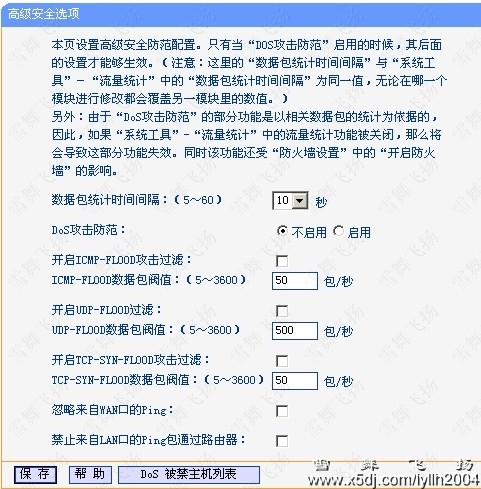 高级安全选项
本页设置高级安全防范配置。只有当“DOS攻击防范”启用的时候，其后面
的设置才能够生效。（注意：这里的“数据包统计时间间隔”与“系统工
具”-“流量统计”中的“数据包统计时间间隔”为同一值，无论在哪一个
模块进行修改都会覆盖另一模块里的数值。）
另外：由于“DoS攻击防范”的部分功能是以相关数据包的统计为依据的，
因此，如果“系统工具”-“流量统计”中的流量统计功能被关闭，那么将
会导致这部分功能失效。同时该功能还受“防火墙设置”中的“开启防火
墙”的影响。
数据包统计时间间隔：（5～60） 10 秒
DoS攻击防范： 不启用 启用
开启ICMP-FLOOD攻击过滤：
ICMP-FLOOD数据包阀值：（5～3600） 50 包/秒
开启UDP-FLOOD过滤：
UDP-FLOOD数据包阀值：（5～3600） 500 包/秒
开启TCP-SYN-FLOOD攻击过滤：
TCP-SYN-FLOOD数据包阀值：（5～3600） 50 包/秒
忽略来自WAN口的Ping：
禁止来自LAN口的Ping包通过路由器：
保 存 帮 助 DoS 被禁主机列表
雪舞飞扬
www.x5dj.com/iyllh2004